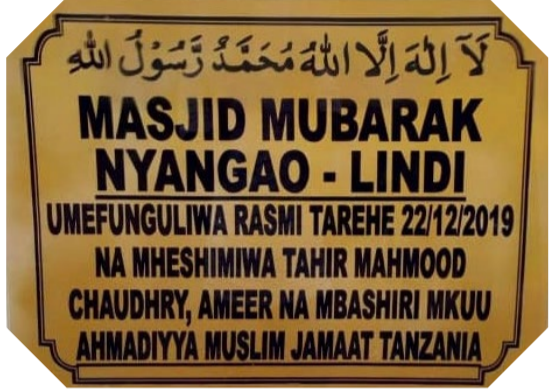 لَآ اِلٰهَ اِلَّا اللّٰهُ مُحَمَّدٌ رَّسُوْلُ اللّٰهِ
MASJID MUBARAK
NYANGAO - LINDI
UMEFUNGULIWA RASMI TAREHE 22/12/2019
NA MHESHIMIWA TAHIR MAHMOOD
CHAUDHRY, AMEER NA MBASHIRI MKUU
AHMADIYYA MUSLIM JAMAAT TANZANIA